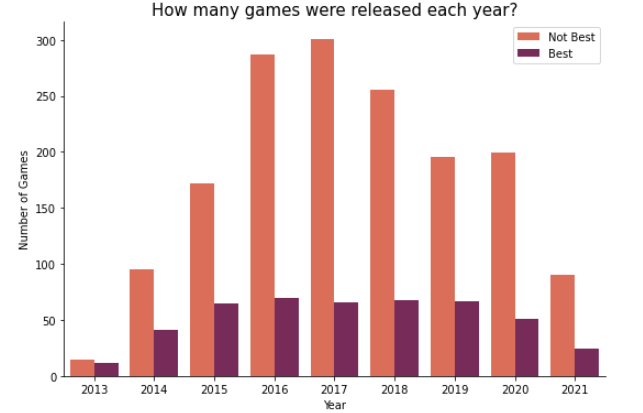 How many games were released each year?
Not Best
Best
300
250
200
150
100
50
0
Number of Games
2013 2014 2015 2016 2017 2018 2019 2020 2021
Year